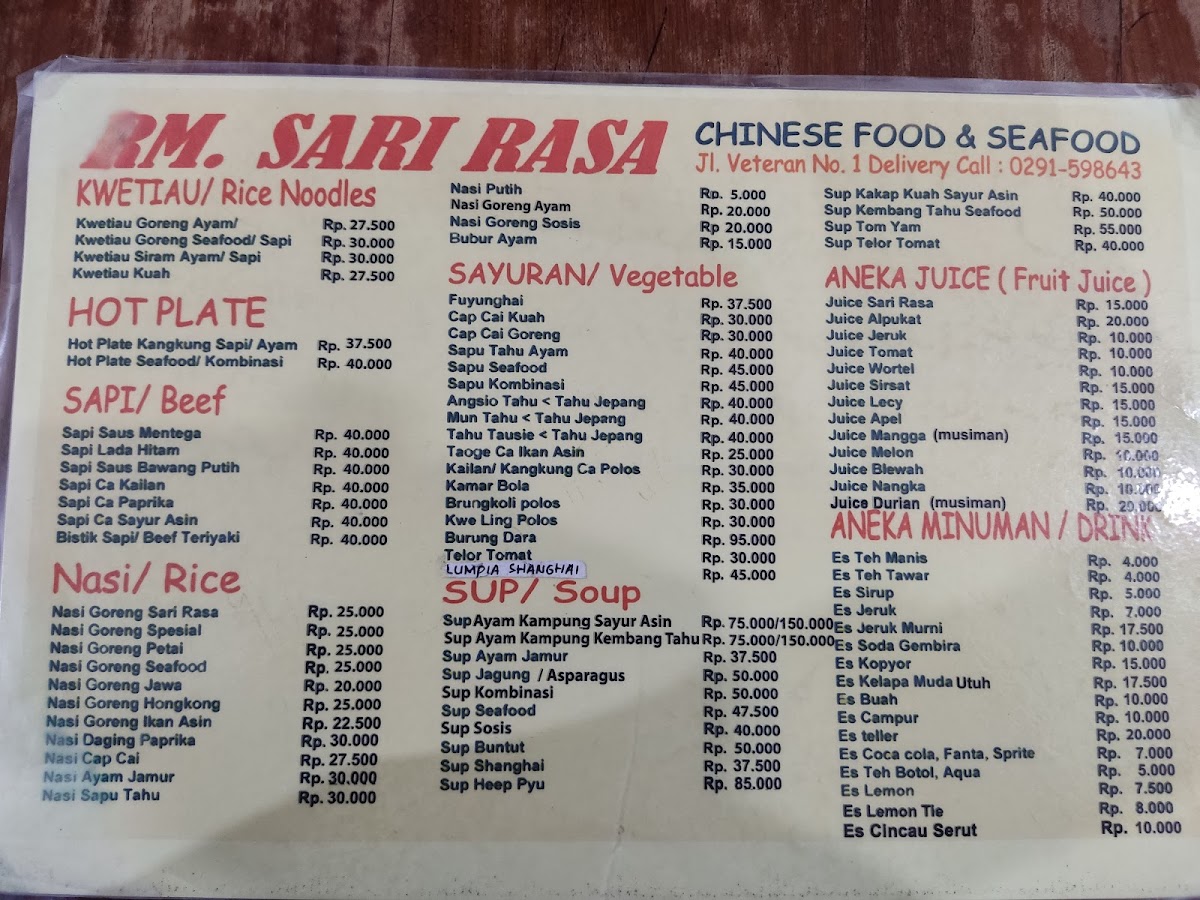 RM. SARI RASA
CHINESE FOOD & SEAFOOD
Jl. Veteran No. 1 Delivery Call : 0291-598643
KWETIAU/ Rice Noodles
Kwetiau Goreng Ayam/ Rp. 27.500
Kwetiau Goreng Seafood/ Sapi Rp. 30.000
Kwetiau Siram Ayam/ Sapi Rp. 30.000
Kwetiau Kuah Rp. 27.500
HOT PLATE
Hot Plate Kangkung Sapi/ Ayam Rp. 37.500
Hot Plate Seafood/ Kombinasi Rp. 40.000
SAPI/ Beef
Sapi Saus Mentega Rp. 40.000
Sapi Lada Hitam Rp. 40.000
Sapi Saus Bawang Putih Rp. 40.000
Sapi Ca Kailan Rp. 40.000
Sapi Ca Paprika Rp. 40.000
Sapi Ca Sayur Asin Rp. 40.000
Bistik Sapi/ Beef Teriyaki Rp. 40.000
Nasi/ Rice
Nasi Goreng Sari Rasa Rp. 25.000
Nasi Goreng Spesial Rp. 25.000
Nasi Goreng Petai Rp. 25.000
Nasi Goreng Seafood Rp. 25.000
Nasi Goreng Jawa Rp. 20.000
Nasi Goreng Hongkong Rp. 25.000
Nasi Goreng Ikan Asin Rp. 22.500
Nasi Daging Paprika Rp. 30.000
Nasi Cap Cai Rp. 27.500
Nasi Ayam Jamur Rp. 30.000
Nasi Sapu Tahu Rp. 30.000
Nasi Putih Rp. 5.000
Nasi Goreng Ayam Rp. 20.000
Nasi Goreng Sosis Rp 20.000
Bubur Ayam Rp. 15.000
SAYURAN/ Vegetable
Fuyunghai Rp. 37.500
Cap Cai Kuah Rp. 30.000
Cap Cai Goreng Rp. 30.000
Sapu Tahu Ayam Rp. 40.000
Sapu Seafood Rp. 45.000
Sapu Kombinasi Rp. 45.000
Angsio Tahu < Tahu Jepang Rp. 40.000
Mun Tahu < Tahu Jepang Rp. 40.000
Tahu Tausie < Tahu Jepang Rp. 40.000
Taoge Ca Ikan Asin Rp. 25.000
Kailan/ Kangkung Ca Polos Rp. 30.000
Kamar Bola Rp. 35.000
Brungkoli polos Rp. 30.000
Kwe Ling Polos Rp. 30.000
Burung Dara Rp. 95.000
Telor Tomat Rp. 30.000
LUMPIA SHANGHAI Rp. 45.000
SUP/ Soup
Sup Ayam Kampung Sayur Asin Rp. 75.000/150.000
Sup Ayam Kampung Kembang Tahu Rp. 75.000/150.000
Sup Ayam Jamur Rp. 37.500
Sup Jagung / Asparagus Rp. 50.000
Sup Kombinasi Rp. 50.000
Sup Seafood Rp. 47.500
Sup Sosis Rp. 40.000
Sup Buntut Rp. 50.000
Sup Shanghai Rp. 37.500
Sup Heep Pyu Rp. 85.000
Sup Kakap Kuah Sayur Asin Rp. 40.000
Sup Kembang Tahu Seafood Rp. 50.000
Sup Tom Yam Rp. 55.000
Sup Telor Tomat Rp. 40.000
ANEKA JUICE ( Fruit Juice )
Juice Sari Rasa Rp. 15.000
Juice Alpukat Rp. 20.000
Juice Jeruk Rp. 10.000
Juice Tomat Rp. 10.000
Juice Wortel Rp. 10.000
Juice Sirsat Rp. 15.000
Juice Lecy Rp. 15.000
Juice Apel Rp. 15.000
Juice Mangga (musiman) Rp. 15.000
Juice Melon Rp. 10.000
Juice Blewah Rp. 10.000
Juice Nangka Rp. 10.000
Juice Durian (musiman) Rp. 20.000
ANEKA MINUMAN / DRINK
Es Teh Manis Rp. 4.000
Es Teh Tawar Rp. 4.000
Es Sirup Rp. 5.000
Es Jeruk Rp. 7.000
Es Jeruk Murni Rp. 17.500
Es Soda Gembira Rp. 10.000
Es Kopyor Rp. 15.000
Es Kelapa Muda Utuh Rp. 17.500
Es Buah Rp. 10.000
Es Campur Rp. 10.000
Es teller Rp. 20.000
Es Coca cola, Fanta, Sprite Rp. 7.000
Es Teh Botol, Aqua Rp. 5.000
Es Lemon Rp. 7.500
Es Lemon Tie Rp. 8.000
Es Cincau Serut Rp. 10.000